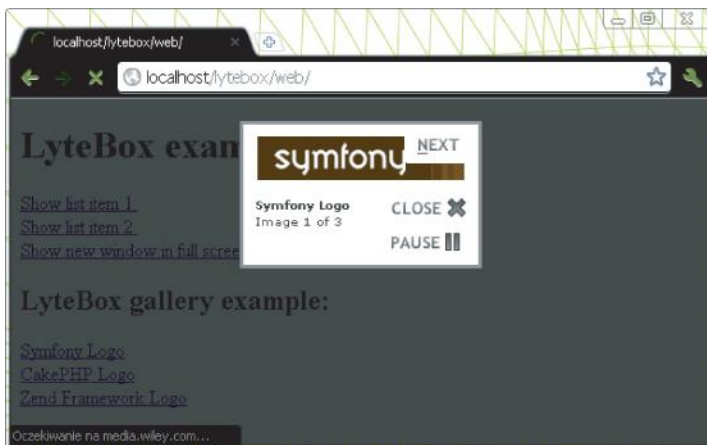 localhost/lytebox/web/
localhost/lytebox/web/
LyteBox exam
Show list item 1
Show list item 2
Show new window in full scree
symfony
NEXT
Symfony Logo
Image 1 of 3
CLOSE
PAUSE
LyteBox gallery example:
Symfony Logo
CakePHP Logo
Zend Framework Logo
Oczekiwanie na media.wiley.com...